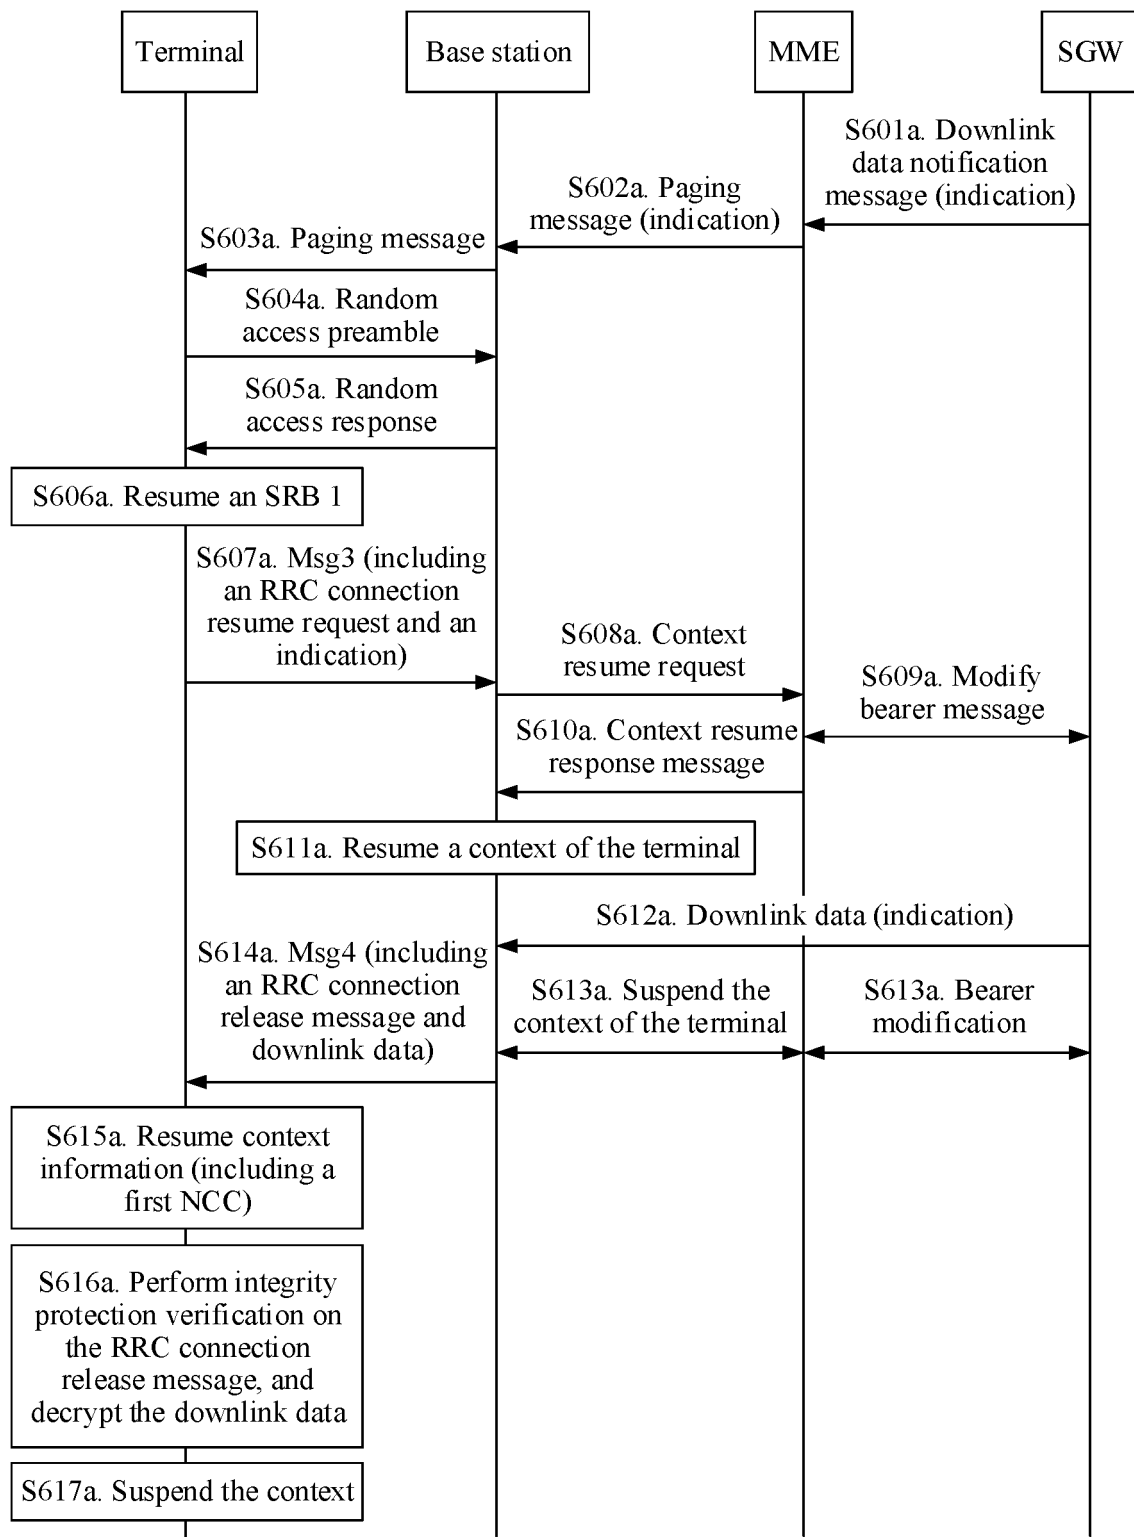 Terminal
Base station
MME
SGW
S601a. Downlink
data notification
message (indication)
S602a. Paging
message (indication)
S603a. Paging message
S604a. Random
access preamble
S605a. Random
access response
S606a. Resume an SRB 1
S607a. Msg3 (including
an RRC connection
resume request and an
indication)
S608a. Context
resume request
S609a. Modify
bearer message
S610a. Context resume
response message
S611a. Resume a context of the terminal
S612a. Downlink data (indication)
S614a. Msg4 (including
an RRC connection
release message and
downlink data)
S613a. Suspend the
context of the terminal
S613a. Bearer
modification
S615a. Resume context
information (including a
first NCC)
S616a. Perform integrity
protection verification on
the RRC connection
release message, and
decrypt the downlink data
S617a. Suspend the context